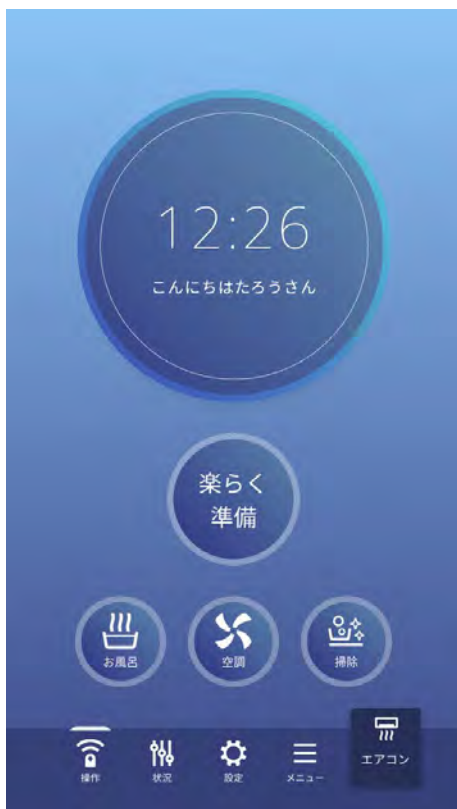 12:26
こんにちはたろうさん
楽らく
準備
お風呂
空調
掃除
操作
状況
設定
メニュー
エアコン